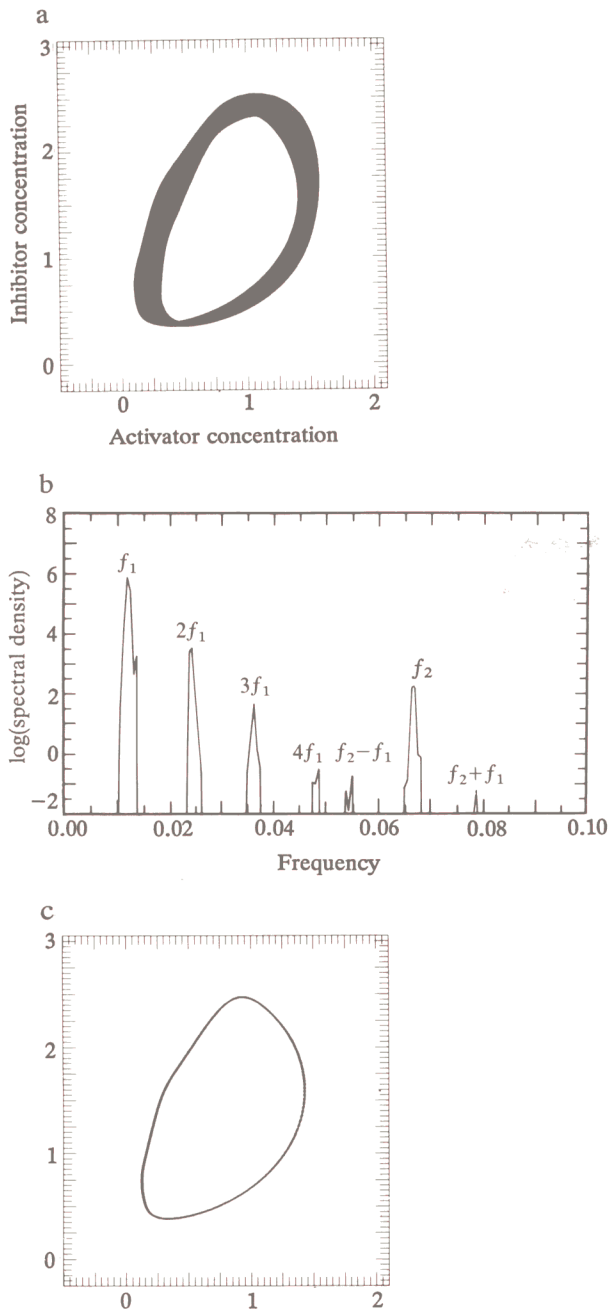 a
3
2
1
0
Inhibitor concentration
0 1 2
Activator concentration
b
8
6
4
2
0
−2
log(spectral density)
f1
2f1
3f1
4f1
f2−f1
f2
f2+f1
0.00 0.02 0.04 0.06 0.08 0.10
Frequency
c
3
2
1
0
0 1 2